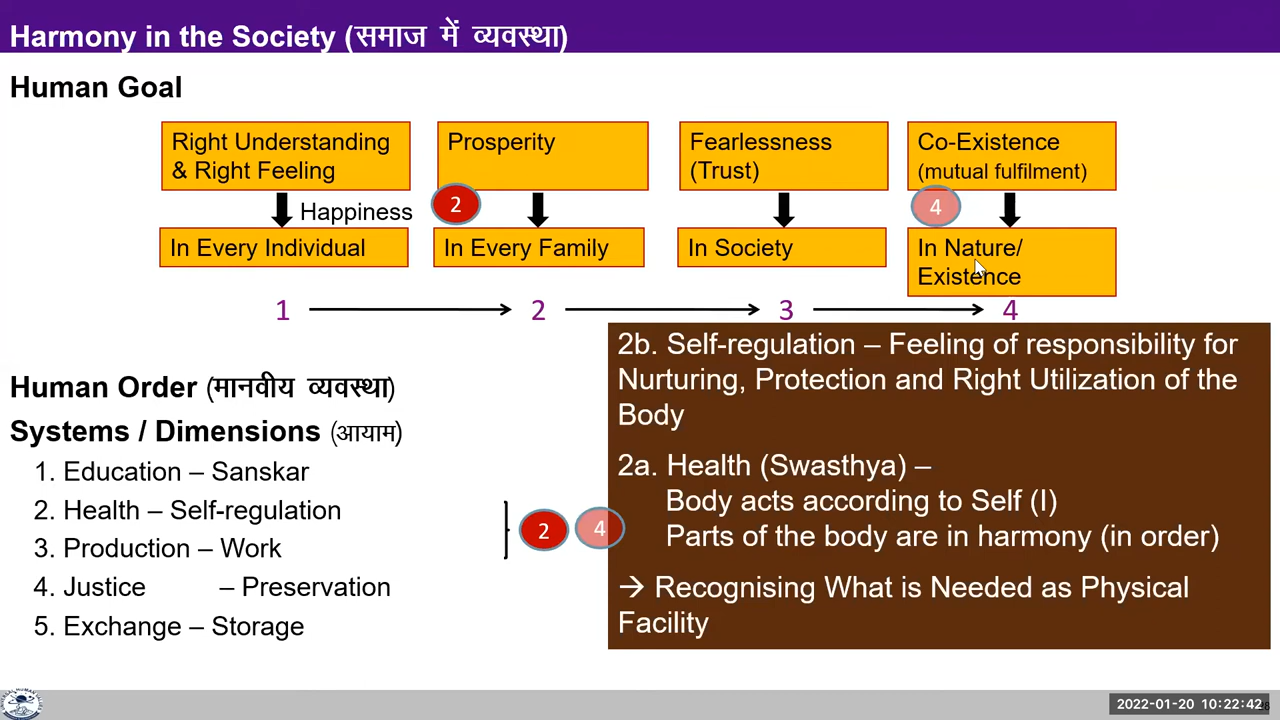 Harmony in the Society (समाज में व्यवस्था)
Human Goal
Right Understanding
& Right Feeling
Prosperity
Fearlessness
(Trust)
Co-Existence
(mutual fulfilment)
Happiness
2
4
In Every Individual
In Every Family
In Society
In Nature/
Existence
1
2
3
4
2b. Self-regulation – Feeling of responsibility for
Nurturing, Protection and Right Utilization of the
Body
2a. Health (Swasthya) –
Body acts according to Self (I)
Parts of the body are in harmony (in order)
→ Recognising What is Needed as Physical
Facility
Human Order (मानवीय व्यवस्था)
Systems / Dimensions (आयाम)
1. Education – Sanskar
2. Health – Self-regulation
3. Production – Work
4. Justice – Preservation
5. Exchange – Storage
2
4
2022-01-20 10:22:42